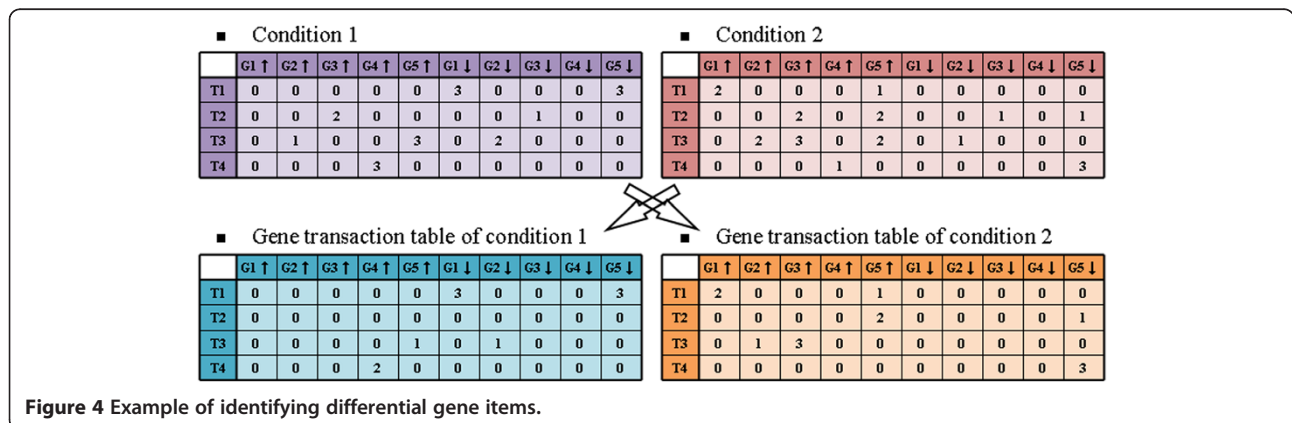 ▪ Condition 1
G1 ↑ G2 ↑ G3 ↑ G4 ↑ G5 ↑ G1 ↓ G2 ↓ G3 ↓ G4 ↓ G5 ↓
T1 0 0 0 0 0 3 0 0 0 3
T2 0 0 2 0 0 0 0 1 0 0
T3 0 1 0 0 3 0 2 0 0 0
T4 0 0 0 3 0 0 0 0 0 0
▪ Condition 2
G1 ↑ G2 ↑ G3 ↑ G4 ↑ G5 ↑ G1 ↓ G2 ↓ G3 ↓ G4 ↓ G5 ↓
T1 2 0 0 0 1 0 0 0 0 0
T2 0 0 2 0 2 0 0 1 0 1
T3 0 2 3 0 2 0 1 0 0 0
T4 0 0 0 1 0 0 0 0 0 3
▪ Gene transaction table of condition 1
G1 ↑ G2 ↑ G3 ↑ G4 ↑ G5 ↑ G1 ↓ G2 ↓ G3 ↓ G4 ↓ G5 ↓
T1 0 0 0 0 0 3 0 0 0 3
T2 0 0 0 0 0 0 0 0 0 0
T3 0 0 0 0 1 0 1 0 0 0
T4 0 0 0 2 0 0 0 0 0 0
▪ Gene transaction table of condition 2
G1 ↑ G2 ↑ G3 ↑ G4 ↑ G5 ↑ G1 ↓ G2 ↓ G3 ↓ G4 ↓ G5 ↓
T1 2 0 0 0 1 0 0 0 0 0
T2 0 0 0 0 2 0 0 0 0 1
T3 0 1 3 0 0 0 0 0 0 0
T4 0 0 0 0 0 0 0 0 0 3
Figure 4 Example of identifying differential gene items.